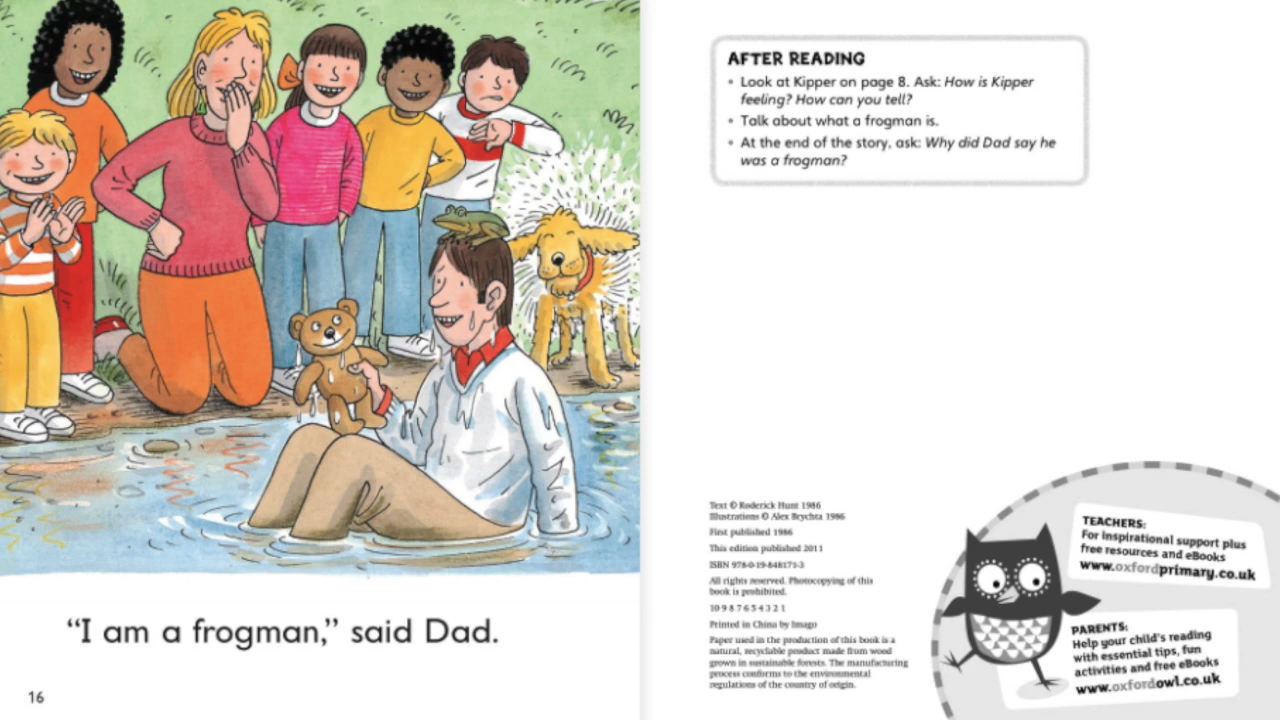 “I am a frogman,” said Dad.
16
AFTER READING
• Look at Kipper on page 8. Ask: How is Kipper
feeling? How can you tell?
• Talk about what a frogman is.
• At the end of the story, ask: Why did Dad say he
was a frogman?
Text © Roderick Hunt 1986
Illustrations © Alex Brychta 1986
First published 1986
This edition published 2011
ISBN 978-0-19-848171-3
All rights reserved. Photocopying of this
book is prohibited.
10 9 8 7 6 5 4 3 2 1
Printed in China by Imago
Paper used in the production of this book is a
natural, recyclable product made from wood
grown in sustainable forests. The manufacturing
process conforms to the environmental
regulations of the country of origin.
TEACHERS:
For inspirational support plus
free resources and eBooks
www.oxfordprimary.co.uk
PARENTS:
Help your child's reading
with essential tips, fun
activities and free eBooks
www.oxfordowl.co.uk